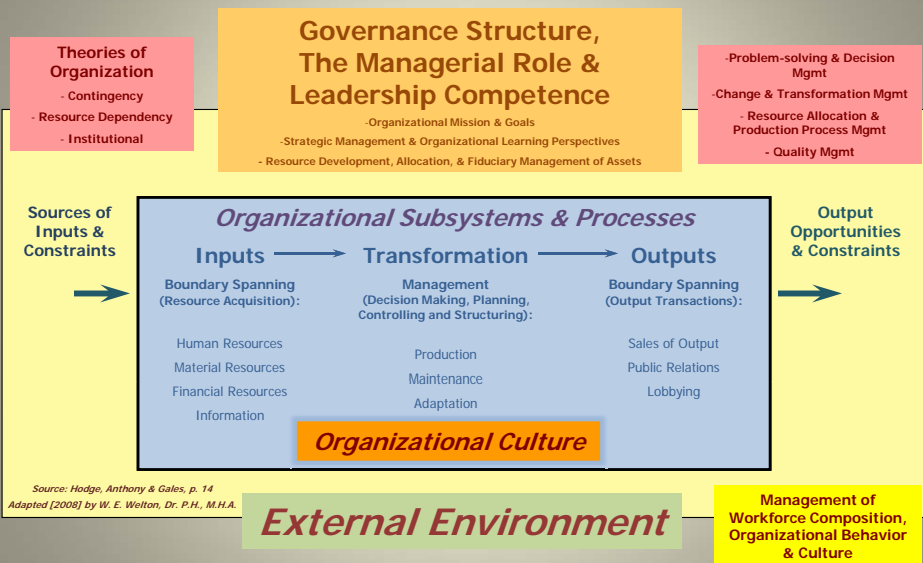 Theories of
Organization
- Contingency
- Resource Dependency
- Institutional
Governance Structure,
The Managerial Role &
Leadership Competence
-Organizational Mission & Goals
-Strategic Management & Organizational Learning Perspectives
- Resource Development, Allocation, & Fiduciary Management of Assets
-Problem-solving & Decision
Mgmt
-Change & Transformation Mgmt
- Resource Allocation &
Production Process Mgmt
- Quality Mgmt
Sources of
Inputs &
Constraints
Organizational Subsystems & Processes
Inputs
Boundary Spanning
(Resource Acquisition):
Human Resources
Material Resources
Financial Resources
Information
Transformation
Management
(Decision Making, Planning,
Controlling and Structuring):
Production
Maintenance
Adaptation
Outputs
Boundary Spanning
(Output Transactions):
Sales of Output
Public Relations
Lobbying
Organizational Culture
Output
Opportunities
& Constraints
Source: Hodge, Anthony & Gales, p. 14
Adapted [2008] by W. E. Welton, Dr. P.H., M.H.A.
External Environment
Management of
Workforce Composition,
Organizational Behavior
& Culture